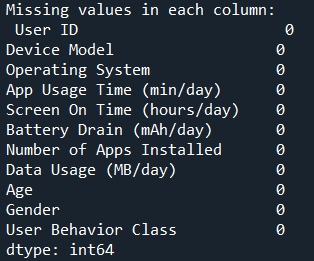 Missing values in each column:
 User ID                       0
Device Model                  0
Operating System              0
App Usage Time (min/day)      0
Screen On Time (hours/day)    0
Battery Drain (mAh/day)       0
Number of Apps Installed      0
Data Usage (MB/day)           0
Age                           0
Gender                        0
User Behavior Class           0
dtype: int64